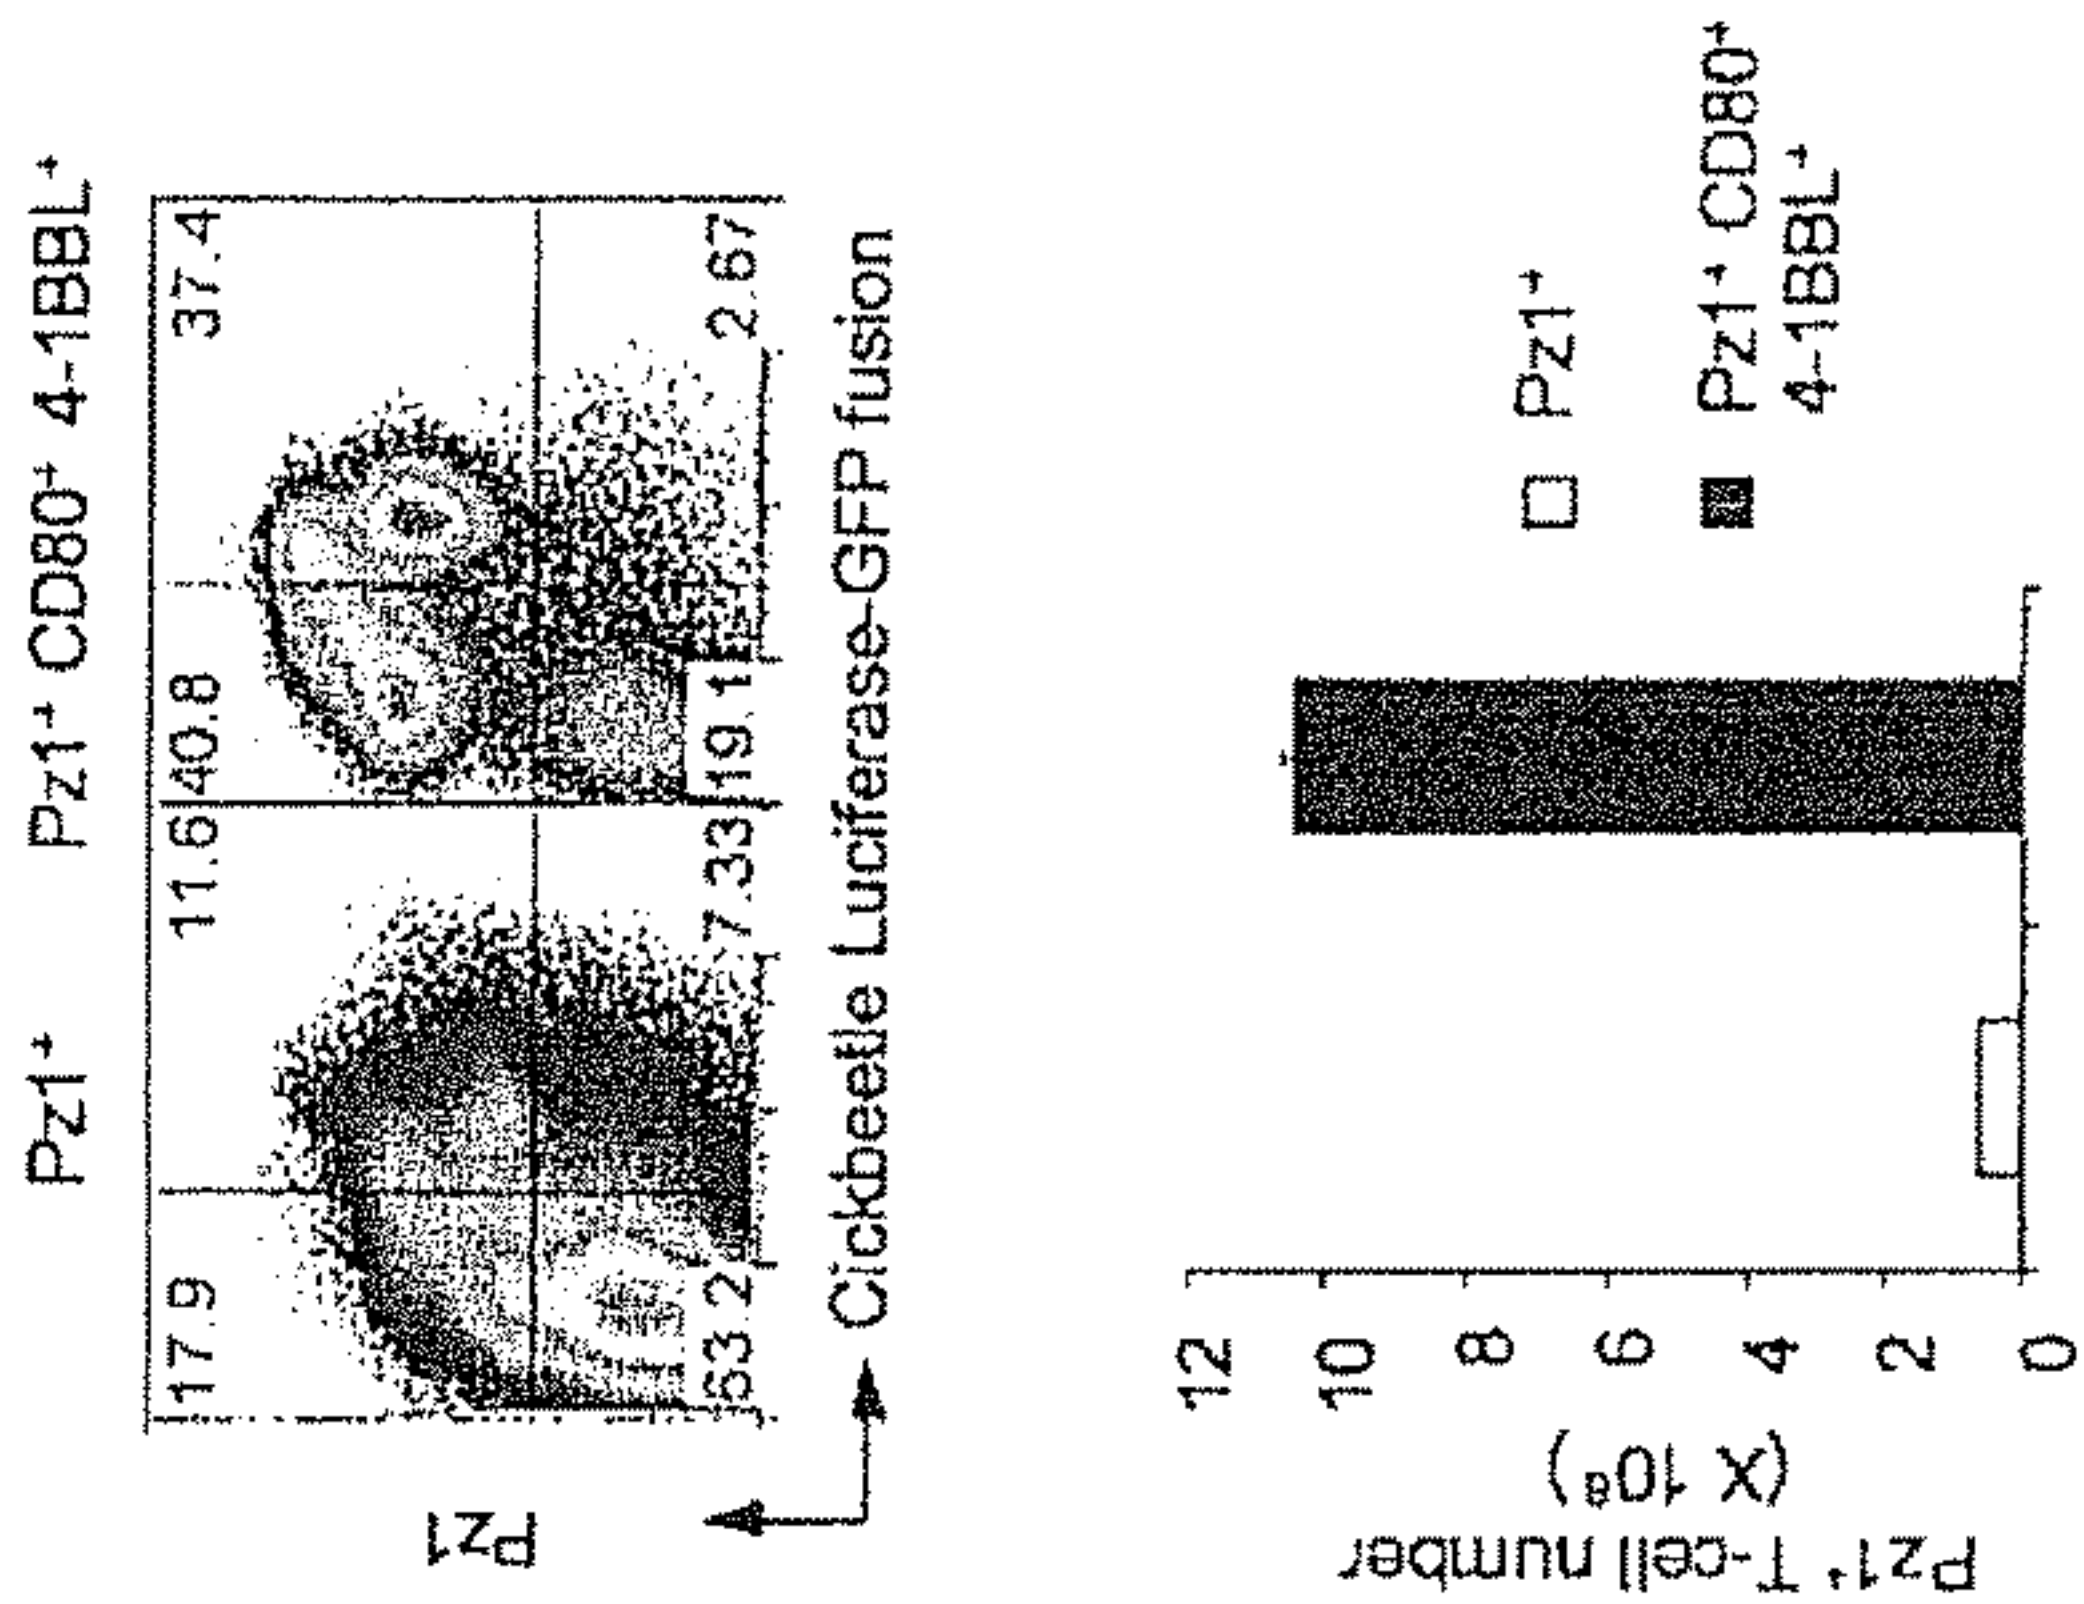 Pz1⁺ Pz1⁺ CD80⁺ 4-1BBL⁺
17.9 11.6 40.8 37.4
63.2 7.33 19.1 2.67
Pz1
Cickbeetle Luciferase-GFP fusion
Pz1⁺ T-cell number
(X 10⁶)
12
10
8
6
4
2
0
Pz1⁺
Pz1⁺ CD80⁺
4-1BBL⁺